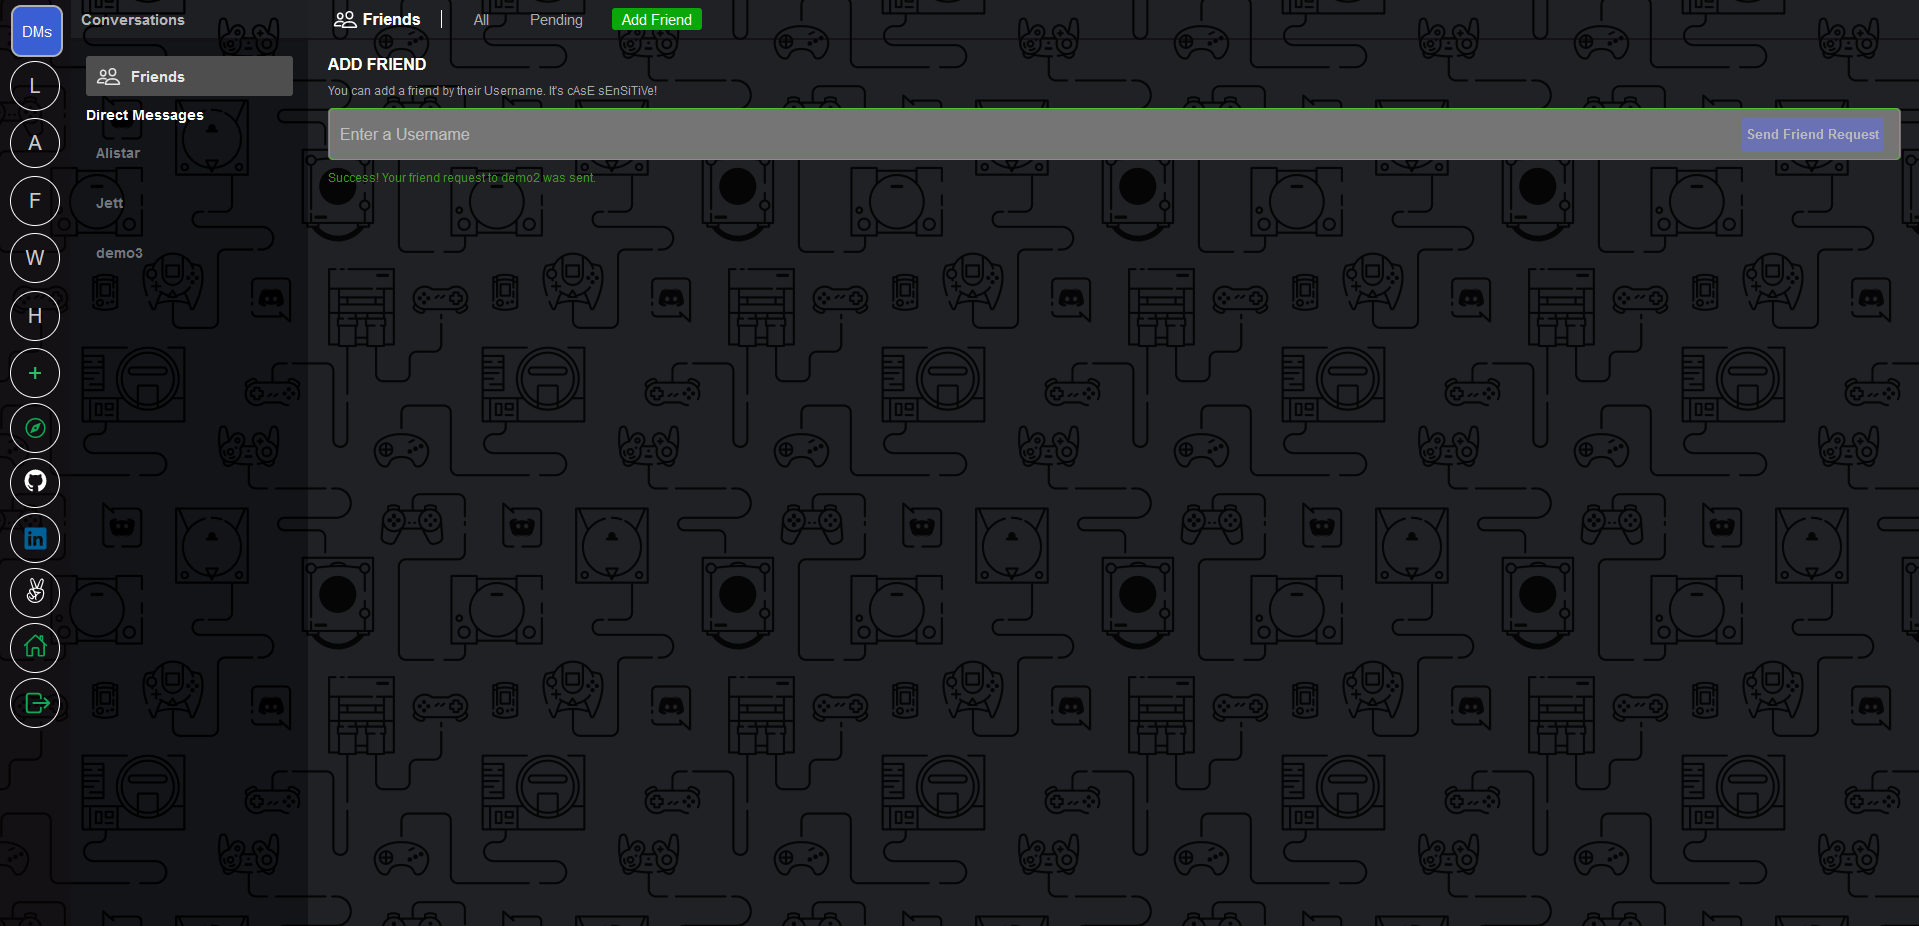 DMs
L
A
F
W
H
+
in
Conversations
Friends
Direct Messages
Alistar
Jett
demo3
Friends
All
Pending
Add Friend
ADD FRIEND
You can add a friend by their Username. It's cAsE sEnSiTiVe!
Enter a Username
Send Friend Request
Success! Your friend request to demo2 was sent.